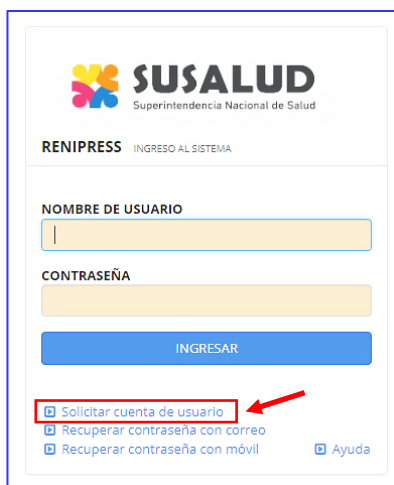 SUSALUD
Superintendencia Nacional de Salud
RENIPRESS INGRESO AL SISTEMA
NOMBRE DE USUARIO
CONTRASEÑA
INGRESAR
Solicitar cuenta de usuario
Recuperar contraseña con correo
Recuperar contraseña con móvil Ayuda